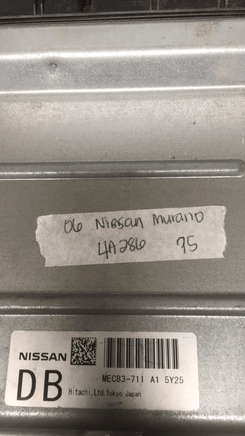 06 Nissan Murano
4A286 75
NISSAN
DB
MEC83-711 A1 5Y25
Hitachi,Ltd.Tokyo Japan